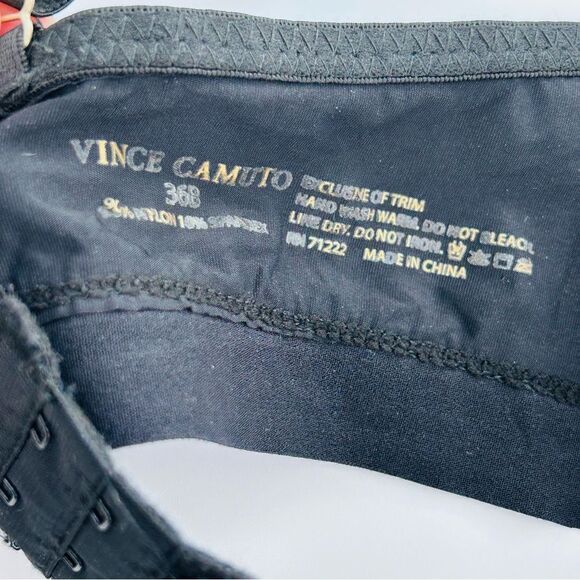 VINCE CAMUTO
36B
NYLON 10% SPANDEX
EXCLUSIVE OF TRIM
HAND WASH WARM. DO NOT BLEACH.
LINE DRY. DO NOT IRON.
RN 71222 MADE IN CHINA